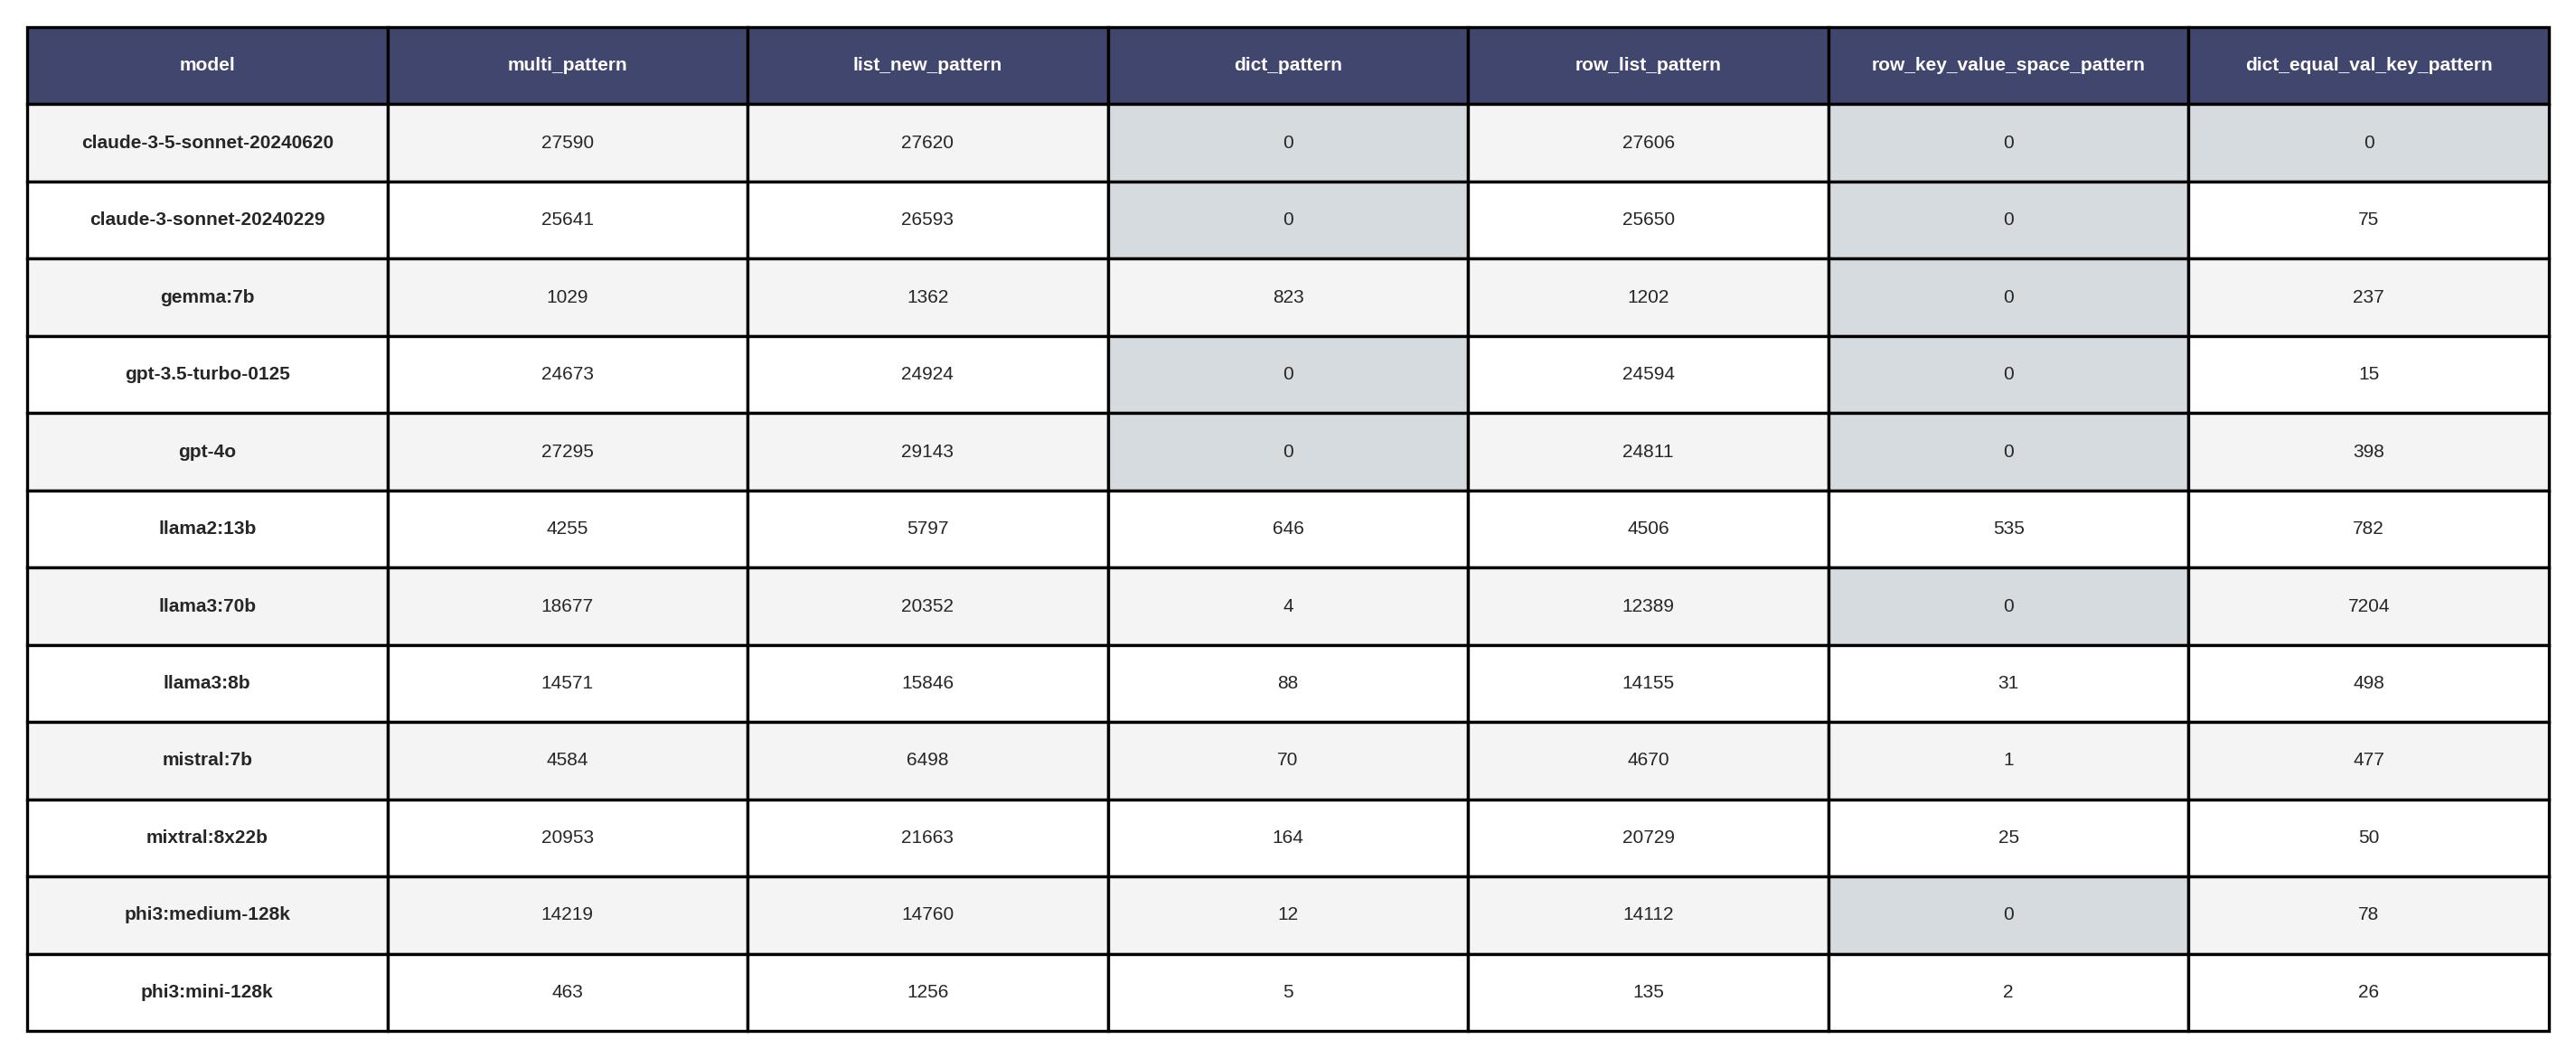 model multi_pattern list_new_pattern dict_pattern row_list_pattern row_key_value_space_pattern dict_equal_val_key_pattern
claude-3-5-sonnet-20240620 27590 27620 0 27606 0 0
claude-3-sonnet-20240229 25641 26593 0 25650 0 75
gemma:7b 1029 1362 823 1202 0 237
gpt-3.5-turbo-0125 24673 24924 0 24594 0 15
gpt-4o 27295 29143 0 24811 0 398
llama2:13b 4255 5797 646 4506 535 782
llama3:70b 18677 20352 4 12389 0 7204
llama3:8b 14571 15846 88 14155 31 498
mistral:7b 4584 6498 70 4670 1 477
mixtral:8x22b 20953 21663 164 20729 25 50
phi3:medium-128k 14219 14760 12 14112 0 78
phi3:mini-128k 463 1256 5 135 2 26